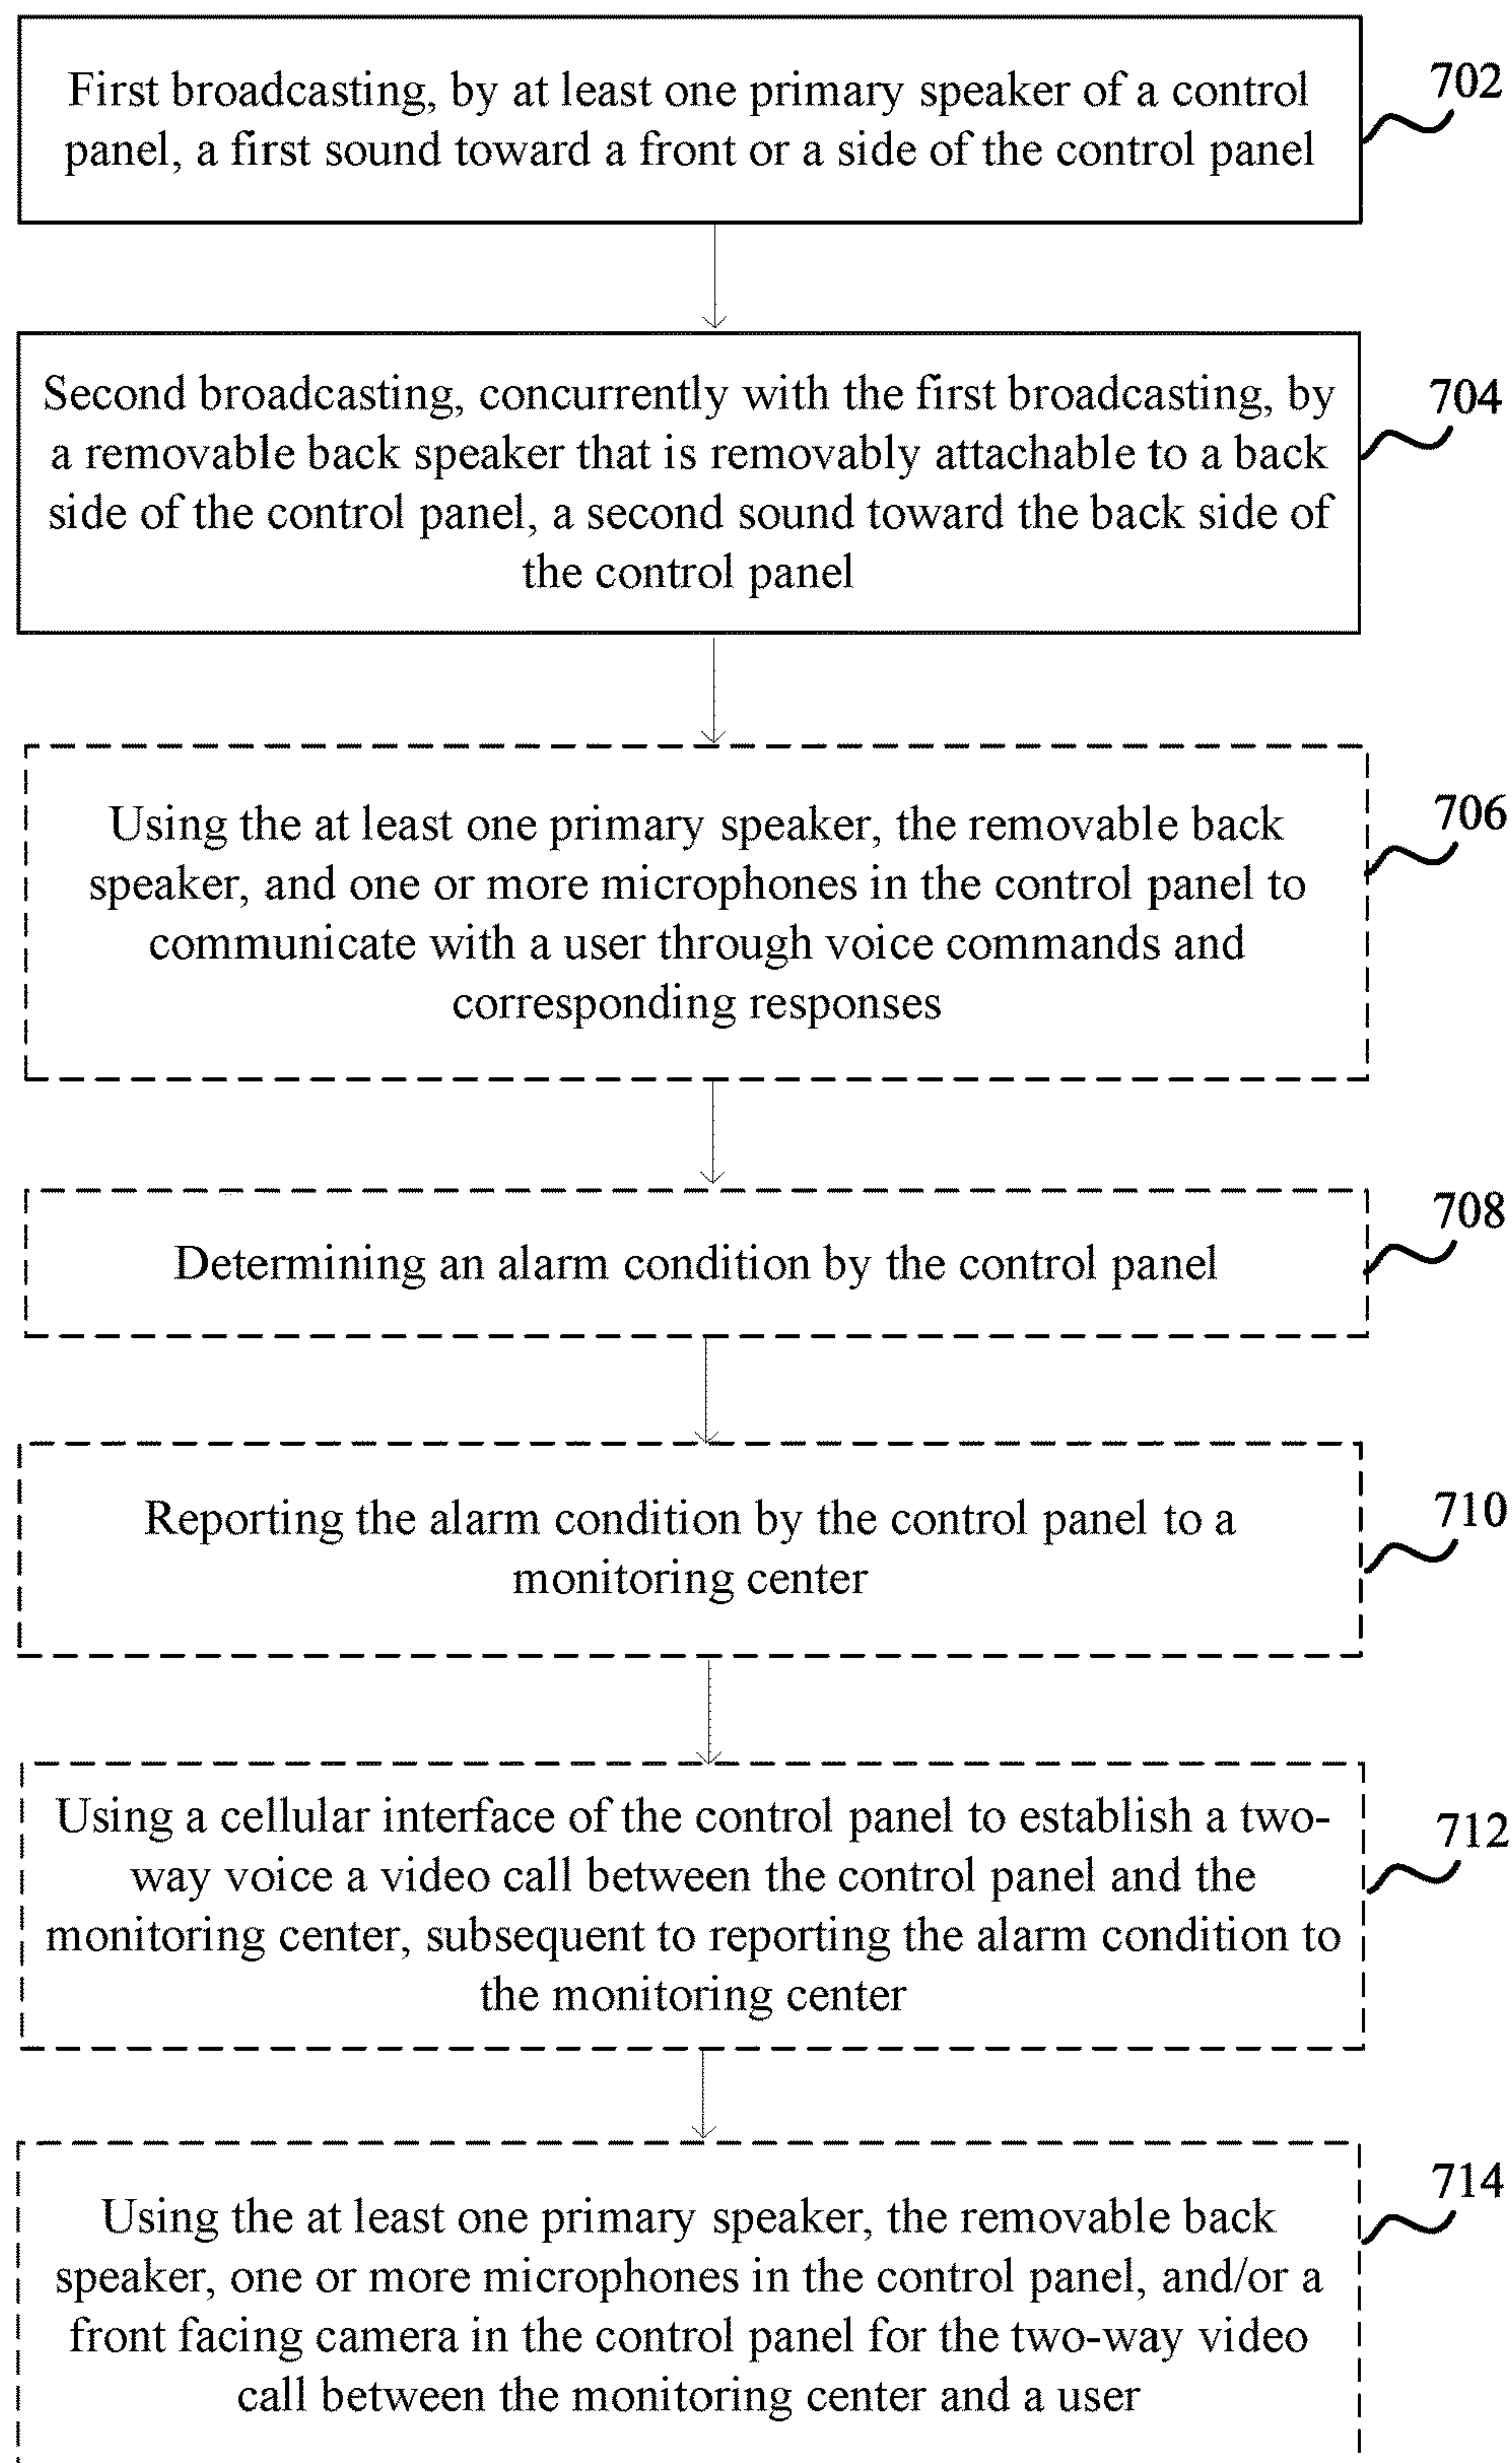 First broadcasting, by at least one primary speaker of a control
panel, a first sound toward a front or a side of the control panel
702
Second broadcasting, concurrently with the first broadcasting, by
a removable back speaker that is removably attachable to a back
side of the control panel, a second sound toward the back side of
the control panel
704
Using the at least one primary speaker, the removable back
speaker, and one or more microphones in the control panel to
communicate with a user through voice commands and
corresponding responses
706
Determining an alarm condition by the control panel
708
Reporting the alarm condition by the control panel to a
monitoring center
710
Using a cellular interface of the control panel to establish a two-
way voice a video call between the control panel and the
monitoring center, subsequent to reporting the alarm condition to
the monitoring center
712
Using the at least one primary speaker, the removable back
speaker, one or more microphones in the control panel, and/or a
front facing camera in the control panel for the two-way video
call between the monitoring center and a user
714